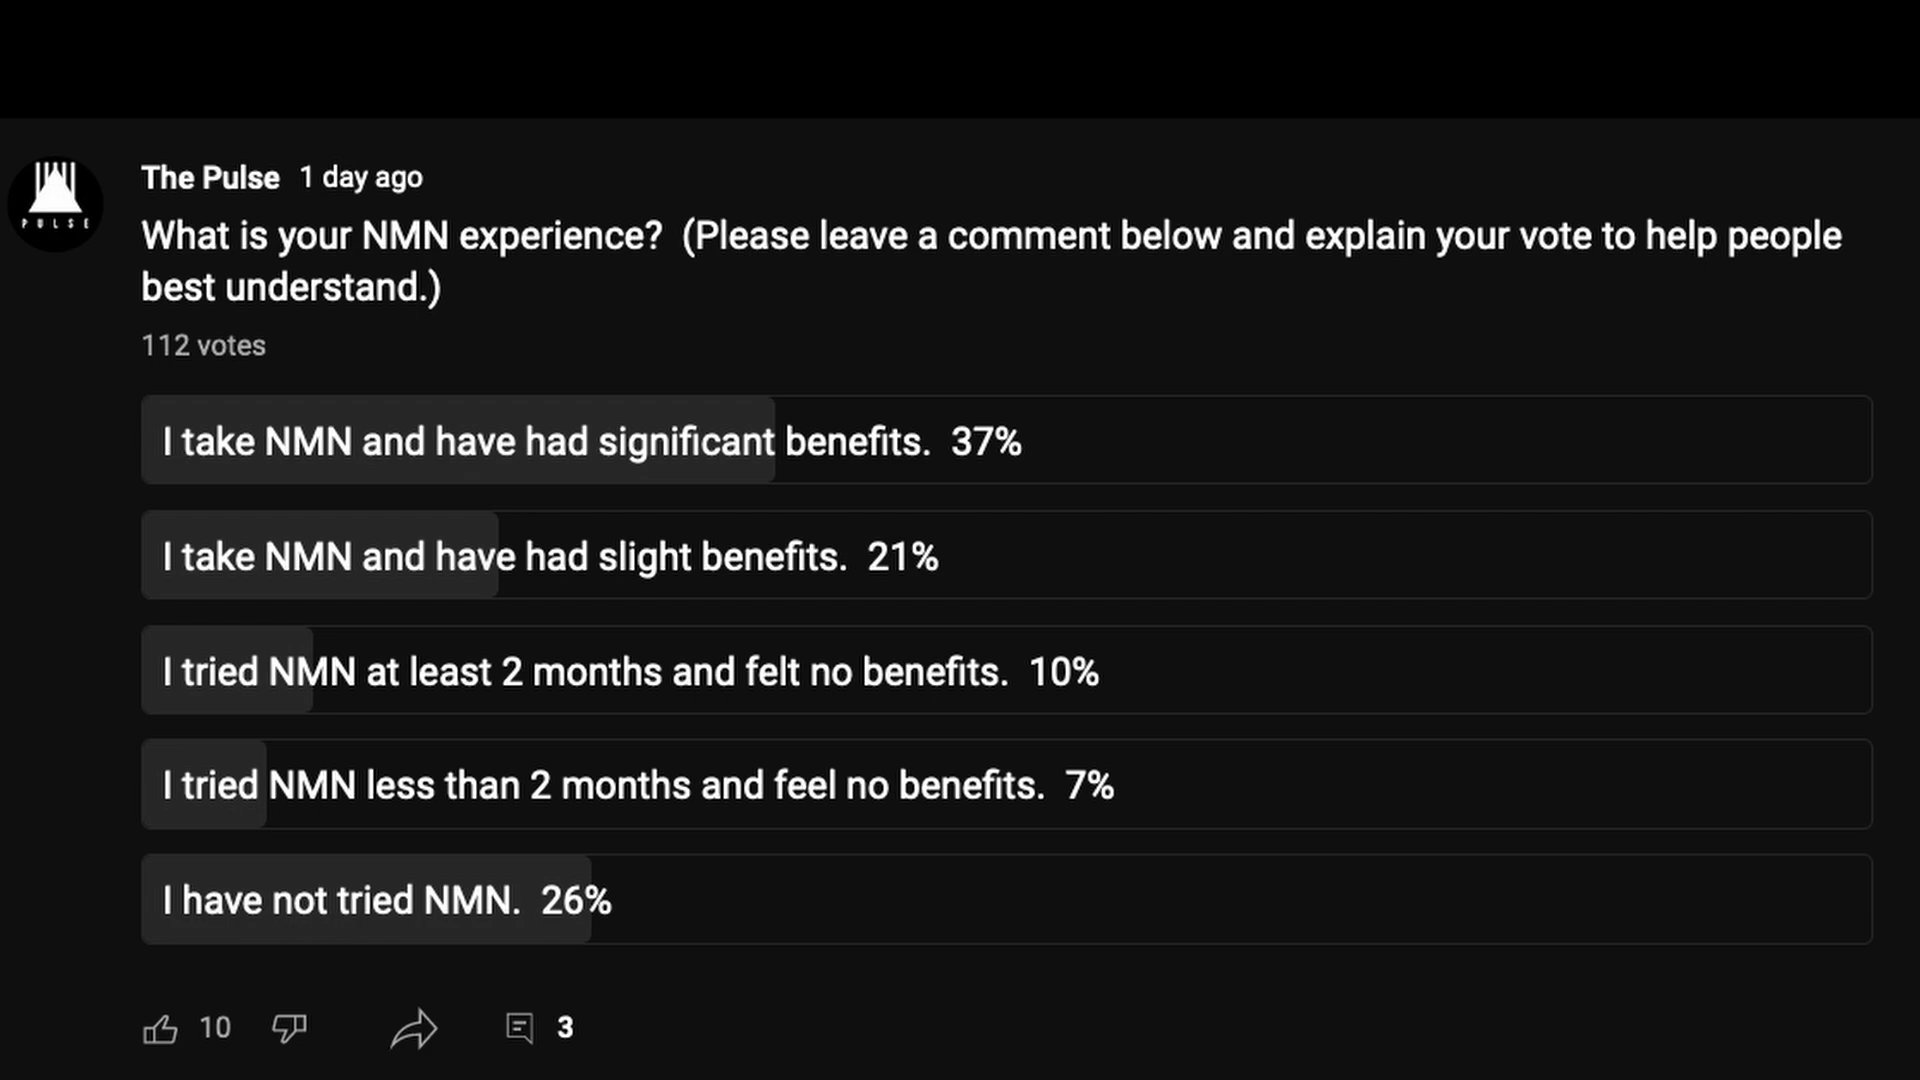 The Pulse 1 day ago
PULSE
What is your NMN experience? (Please leave a comment below and explain your vote to help people
best understand.)
112 votes
I take NMN and have had significant benefits. 37%
I take NMN and have had slight benefits. 21%
I tried NMN at least 2 months and felt no benefits. 10%
I tried NMN less than 2 months and feel no benefits. 7%
I have not tried NMN. 26%
10 3